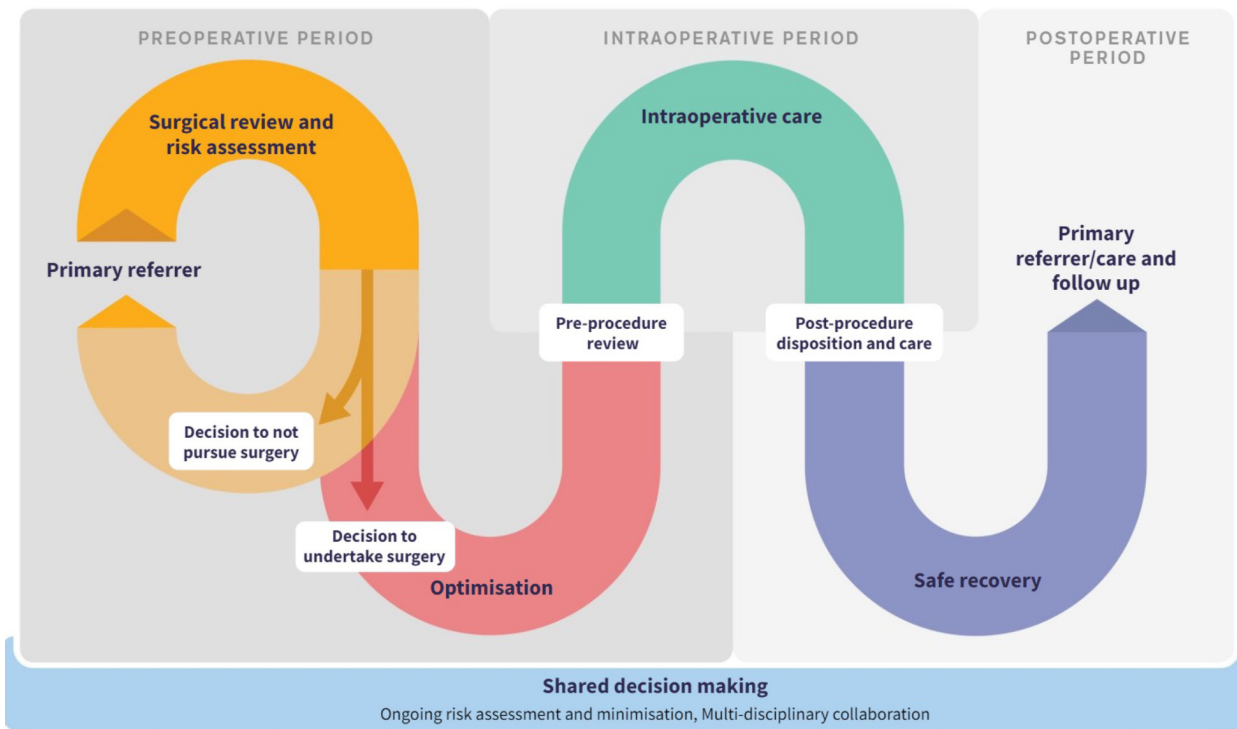 PREOPERATIVE PERIOD
INTRAOPERATIVE PERIOD
POSTOPERATIVE
PERIOD
Surgical review and
risk assessment
Primary referrer
Decision to not
pursue surgery
Decision to
undertake surgery
Optimisation
Pre-procedure
review
Intraoperative care
Post-procedure
disposition and care
Safe recovery
Primary
referrer/care and
follow up
Shared decision making
Ongoing risk assessment and minimisation, Multi-disciplinary collaboration